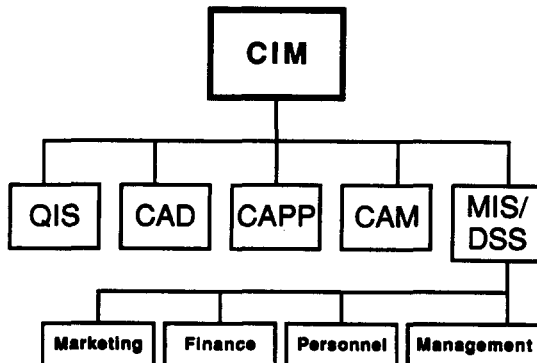 CIM
QIS
CAD
CAPP
CAM
MIS/
DSS
Marketing
Finance
Personnel
Management